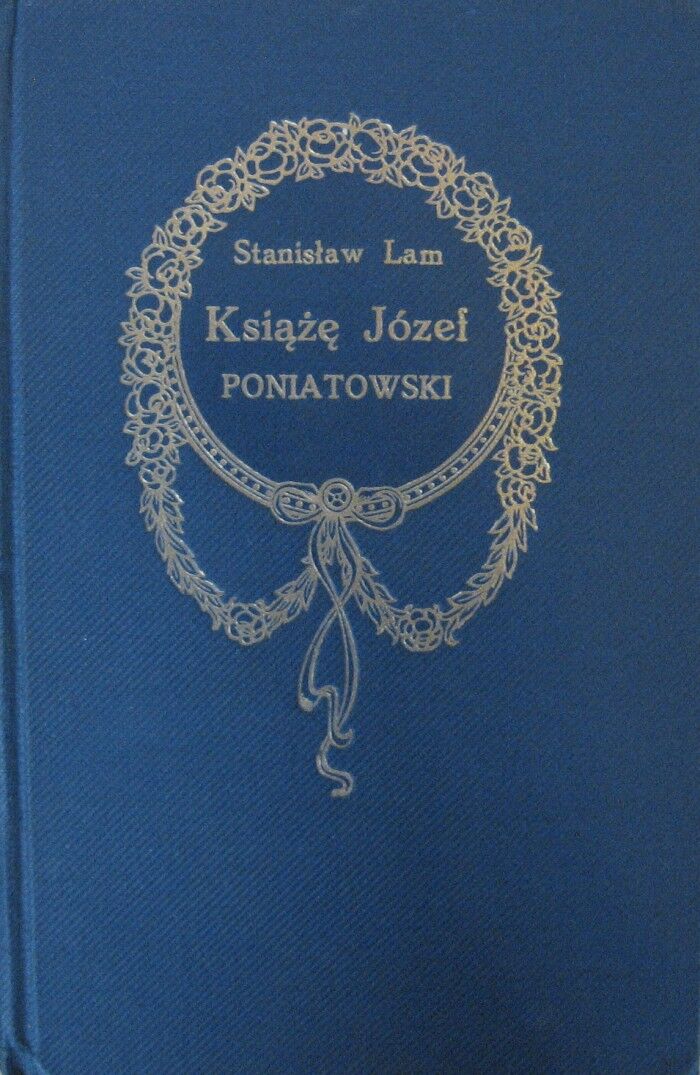 Stanisław Lam
Książę Józef
PONIATOWSKI